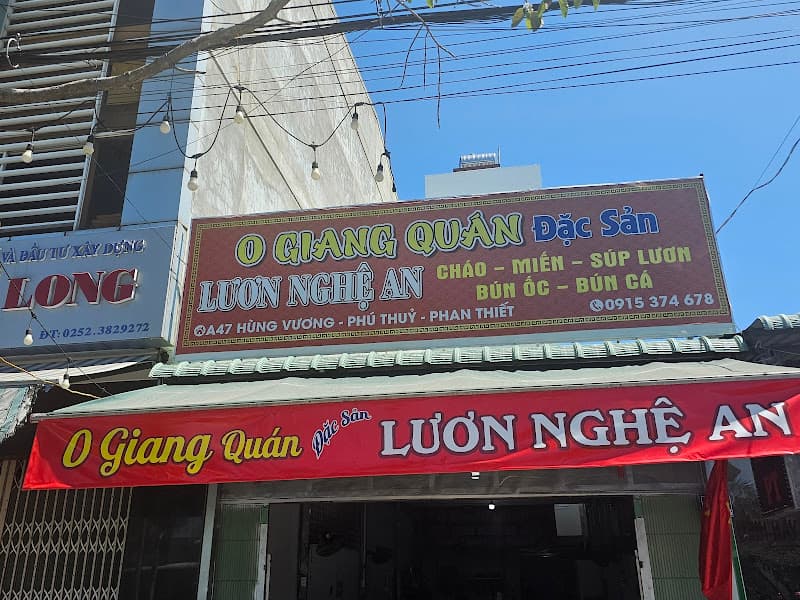 VÀ ĐẦU TƯ XÂY DỰNG
LONG
ĐT: 0252.3829272
O GIANG QUÁN Đặc Sản
LƯƠN NGHỆ AN
CHÁO - MIẾN - SÚP LƯƠN
BÚN ỐC - BÚN CÁ
A47 HÙNG VƯƠNG - PHÚ THUỶ - PHAN THIẾT
0915 374 678
O Giang Quán Đặc Sản LƯƠN NGHỆ AN